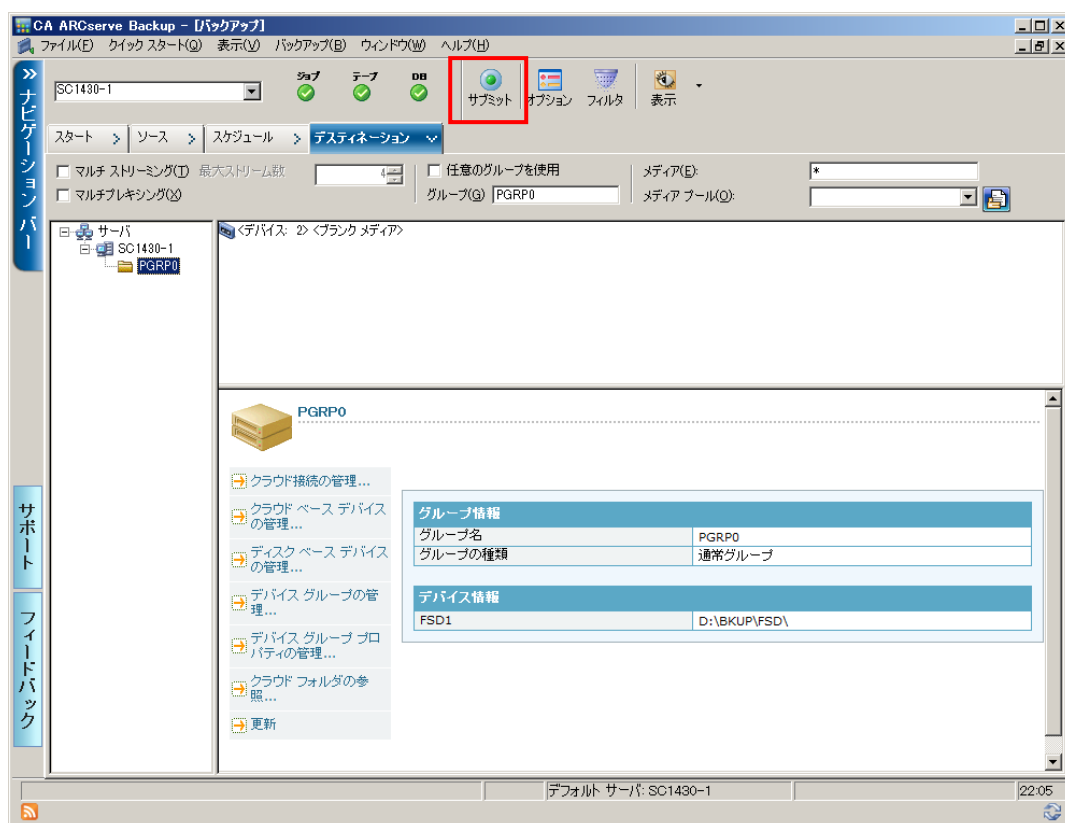 CA ARCserve Backup - [バックアップ]
ファイル(F) クイック スタート(Q) 表示(V) バックアップ(B) ウィンドウ(W) ヘルプ(H)
ナビゲーション バー
SC1430-1
ジョブ テープ DB
サブミット オプション フィルタ 表示
スタート ソース スケジュール デスティネーション
マルチ ストリーミング(T) 最大ストリーム数 4 任意のグループを使用 メディア(E): *
マルチプレキシング(X) グループ(G) PGRP0 メディア プール(O):
サーバ
SC1430-1
PGRP0
<デバイス: 2> <ブランク メディア>
PGRP0
クラウド接続の管理...
クラウド ベース デバイス
の管理...
ディスク ベース デバイス
の管理...
デバイス グループの管
理...
デバイス グループ プロ
パティの管理...
クラウド フォルダの参
照...
更新
グループ情報
グループ名 PGRP0
グループの種類 通常グループ
デバイス情報
FSD1 D:\BKUP\FSD\
サポート
フィードバック
デフォルト サーバ: SC1430-1 22:05